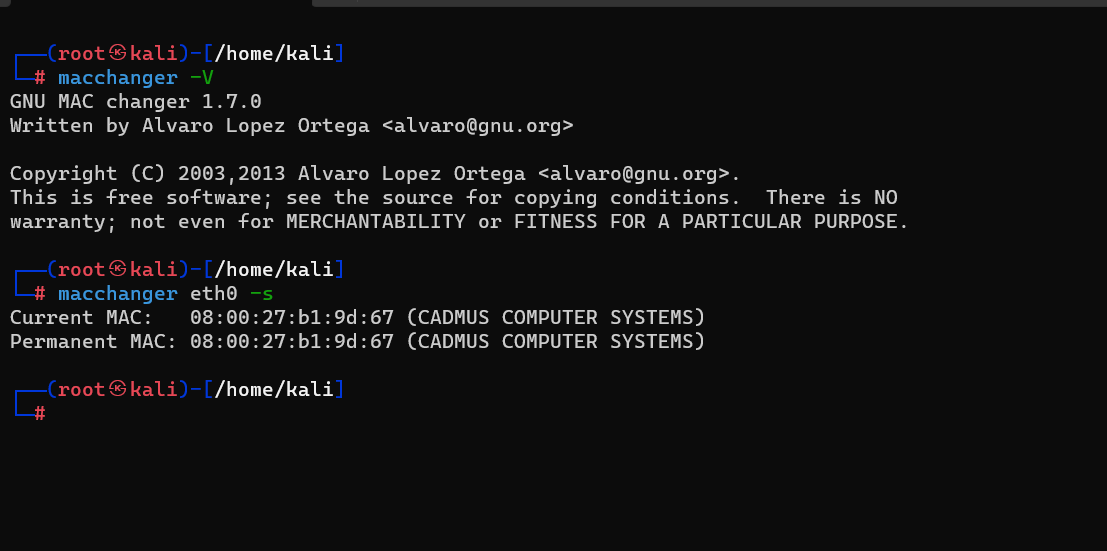 ┌──(root㉿kali)-[/home/kali]
└─# macchanger -V
GNU MAC changer 1.7.0
Written by Alvaro Lopez Ortega <alvaro@gnu.org>

Copyright (C) 2003,2013 Alvaro Lopez Ortega <alvaro@gnu.org>.
This is free software; see the source for copying conditions.  There is NO
warranty; not even for MERCHANTABILITY or FITNESS FOR A PARTICULAR PURPOSE.

┌──(root㉿kali)-[/home/kali]
└─# macchanger eth0 -s
Current MAC:   08:00:27:b1:9d:67 (CADMUS COMPUTER SYSTEMS)
Permanent MAC: 08:00:27:b1:9d:67 (CADMUS COMPUTER SYSTEMS)

┌──(root㉿kali)-[/home/kali]
└─#